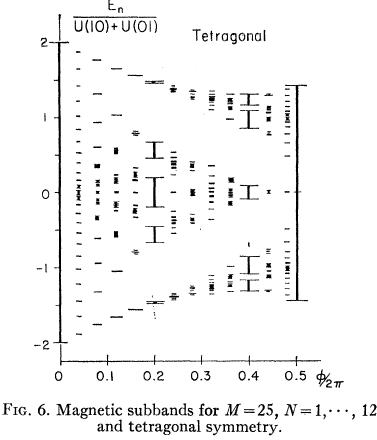 E_n
U(10)+U(01)
Tetragonal
2
1
0
-1
-2
0 0.1 0.2 0.3 0.4 0.5 ϕ/2π
FIG. 6. Magnetic subbands for M=25, N=1,···, 12
and tetragonal symmetry.